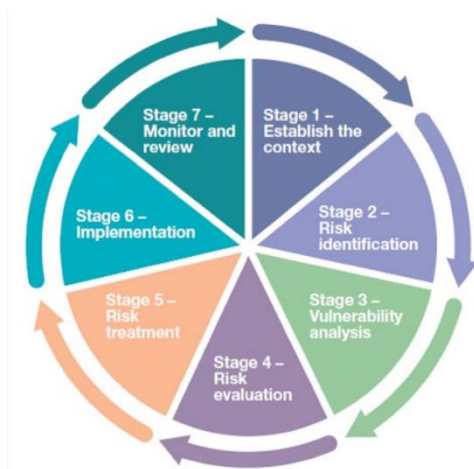 Stage 1 –
Establish the
context
Stage 2 –
Risk
identification
Stage 3 –
Vulnerability
analysis
Stage 4 –
Risk
evaluation
Stage 5 –
Risk
treatment
Stage 6 –
Implementation
Stage 7 –
Monitor and
review